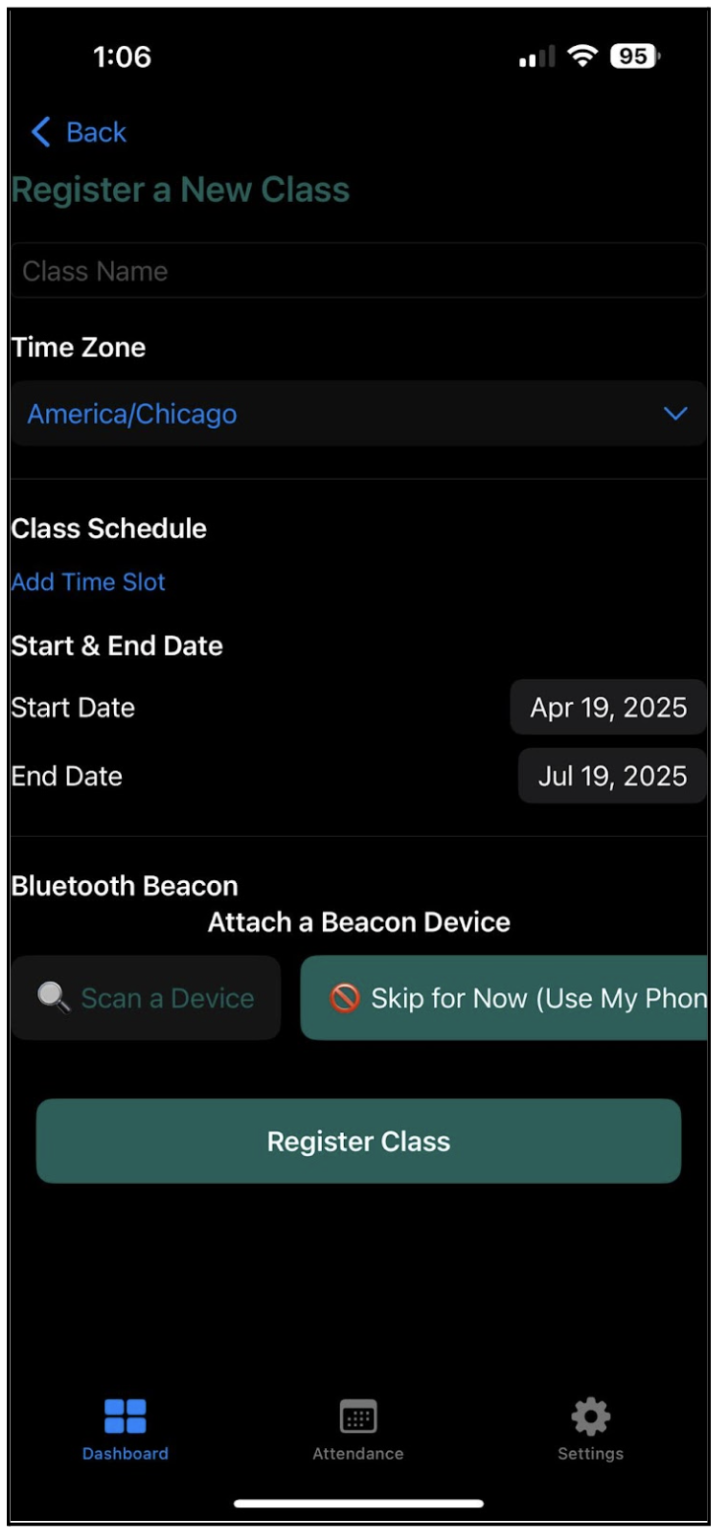 1:06
95
Back
Register a New Class
Class Name
Time Zone
America/Chicago
Class Schedule
Add Time Slot
Start & End Date
Start Date Apr 19, 2025
End Date Jul 19, 2025
Bluetooth Beacon
Attach a Beacon Device
Scan a Device Skip for Now (Use My Phon
Register Class
Dashboard Attendance Settings